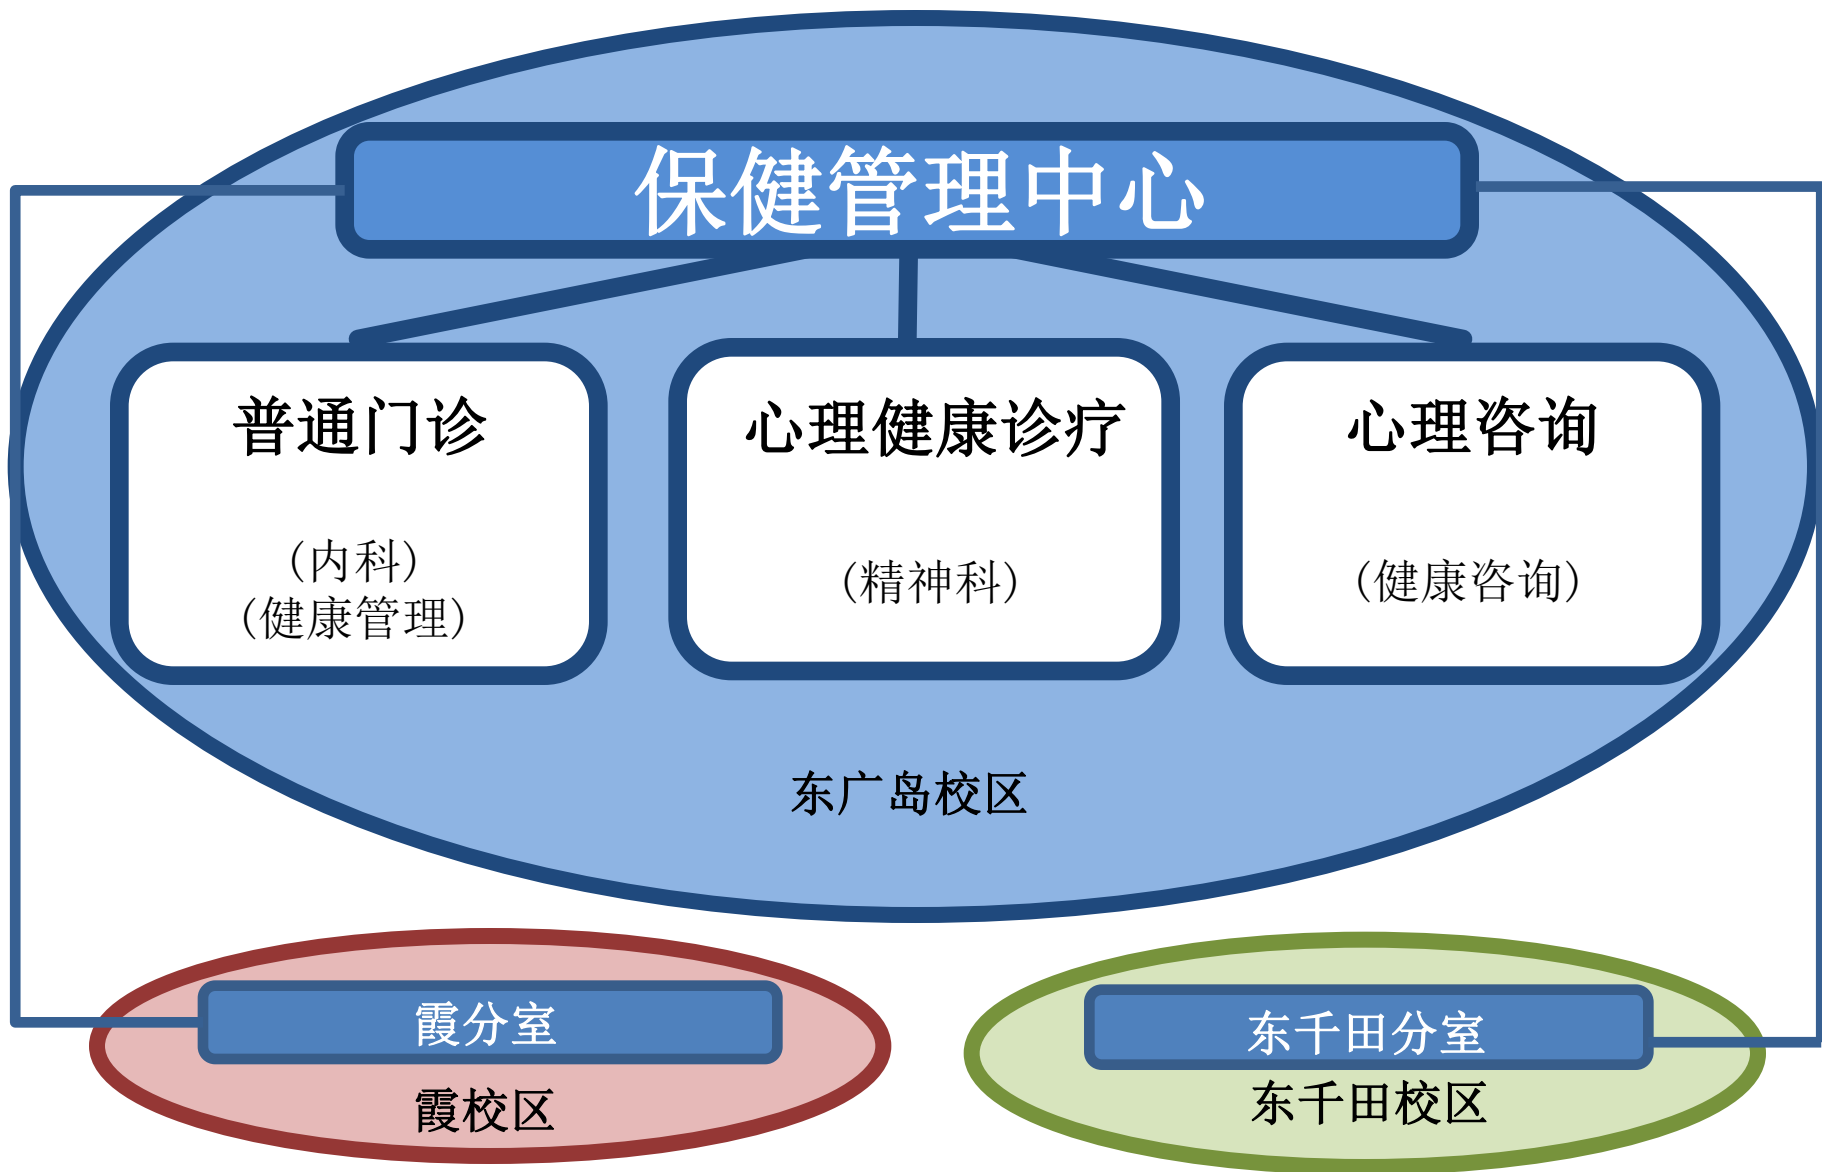 保健管理中心
普通门诊
(内科)
(健康管理)
心理健康诊疗
(精神科)
心理咨询
(健康咨询)
东广岛校区
霞分室
霞校区
东千田分室
东千田校区